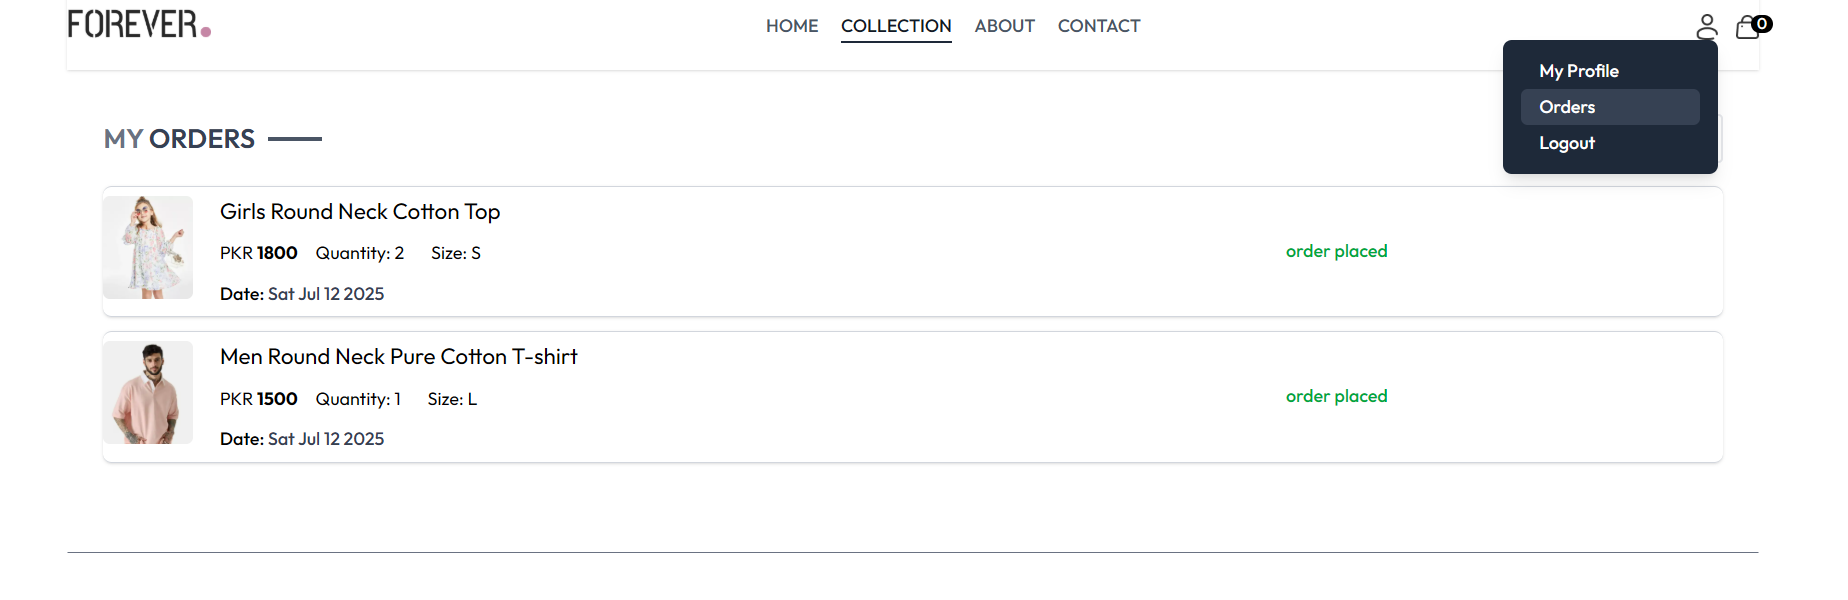 FOREVER.
HOME COLLECTION ABOUT CONTACT
0
My Profile
Orders
Logout
MY ORDERS
Girls Round Neck Cotton Top
PKR 1800 Quantity: 2 Size: S
Date: Sat Jul 12 2025
order placed
Men Round Neck Pure Cotton T-shirt
PKR 1500 Quantity: 1 Size: L
Date: Sat Jul 12 2025
order placed